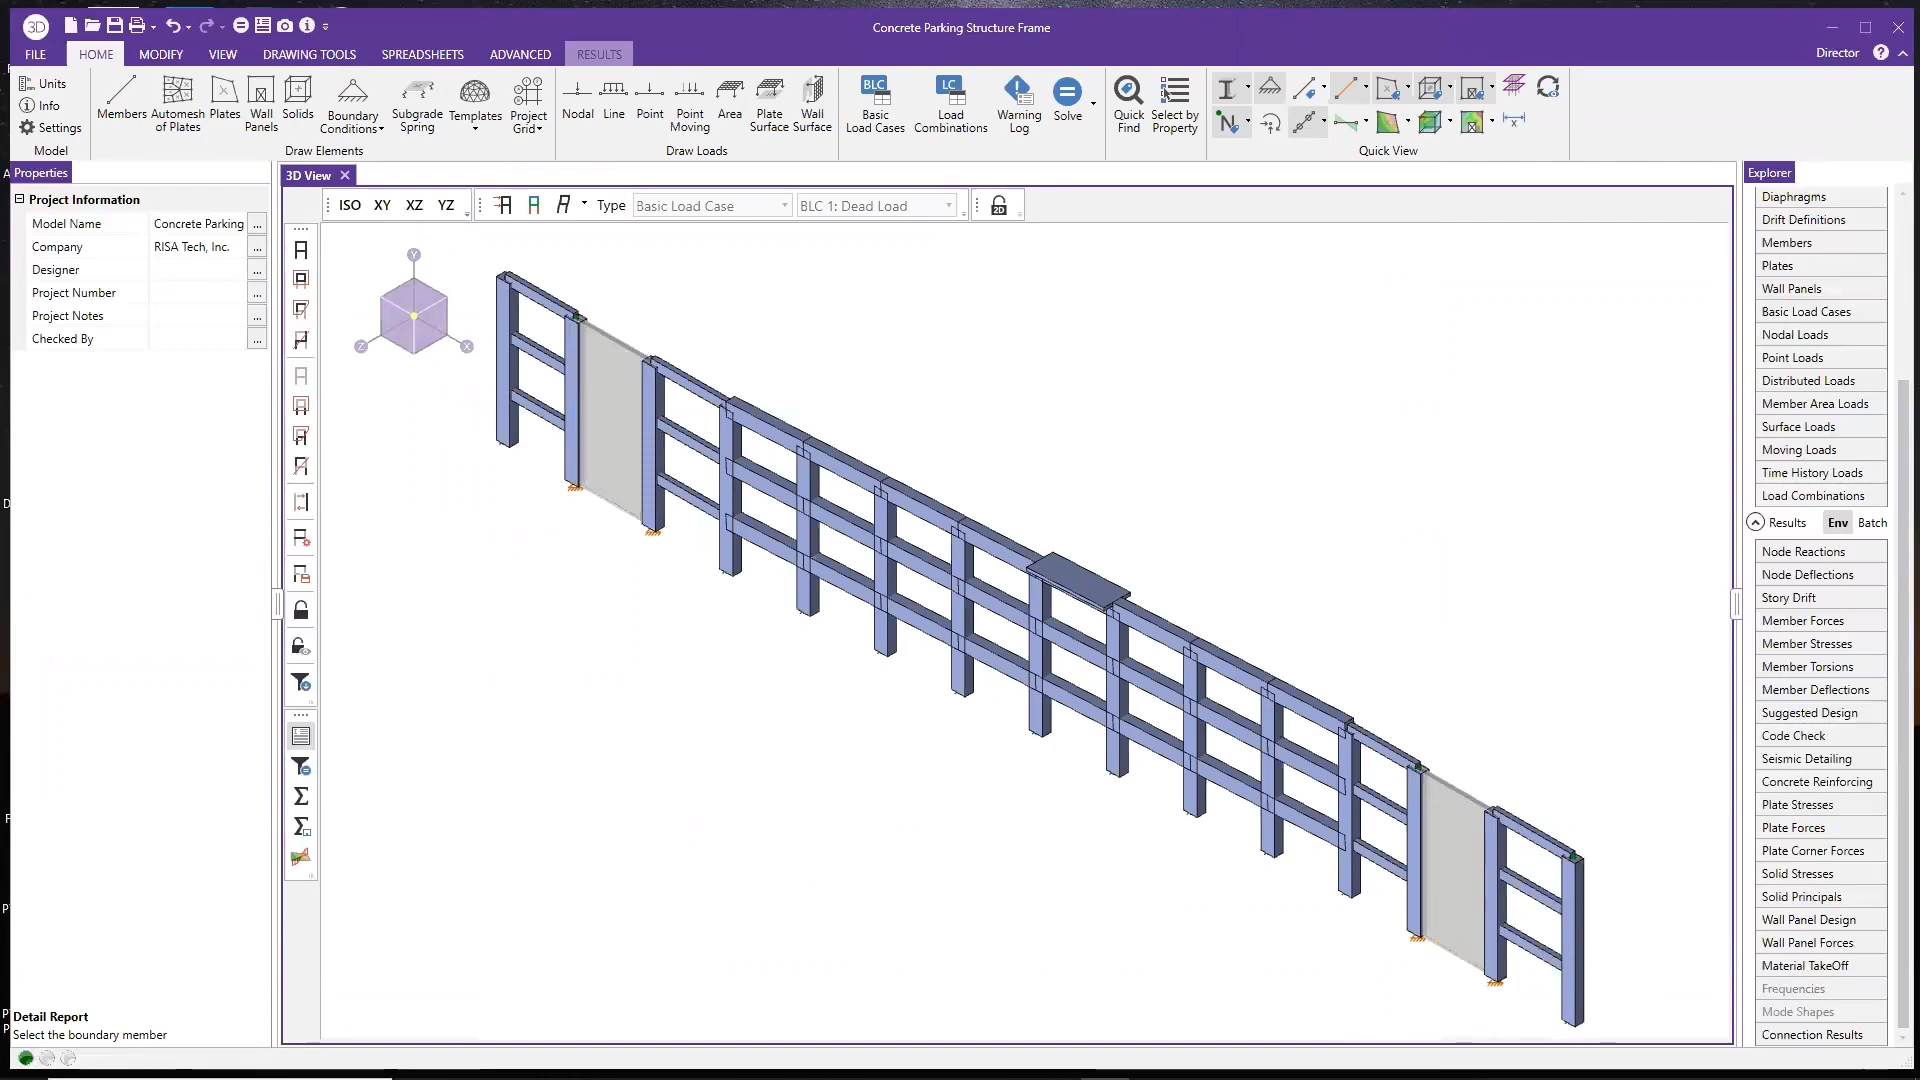 3D
Concrete Parking Structure Frame
FILE HOME MODIFY VIEW DRAWING TOOLS SPREADSHEETS ADVANCED RESULTS
Director ?
Units
Info
Settings
Model
Members
Automesh of Plates
Plates
Wall Panels
Solids
Boundary Conditions
Subgrade Spring
Templates
Project Grid
Draw Elements
Nodal
Line
Point
Point Moving
Area
Plate Surface
Wall Surface
Draw Loads
BLC
Basic Load Cases
LC
Load Combinations
Warning Log
Solve
Quick Find
Select by Property
N
Quick View
Properties
Project Information
Model Name Concrete Parking ...
Company RISA Tech, Inc. ...
Designer ...
Project Number ...
Project Notes ...
Checked By ...
Detail Report
Select the boundary member
3D View
ISO XY XZ YZ Type Basic Load Case BLC 1: Dead Load 2D
Y
Z
X
Explorer
Diaphragms
Drift Definitions
Members
Plates
Wall Panels
Basic Load Cases
Nodal Loads
Point Loads
Distributed Loads
Member Area Loads
Surface Loads
Moving Loads
Time History Loads
Load Combinations
Results Env Batch
Node Reactions
Node Deflections
Story Drift
Member Forces
Member Stresses
Member Torsions
Member Deflections
Suggested Design
Code Check
Seismic Detailing
Concrete Reinforcing
Plate Stresses
Plate Forces
Plate Corner Forces
Solid Stresses
Solid Principals
Wall Panel Design
Wall Panel Forces
Material TakeOff
Frequencies
Mode Shapes
Connection Results